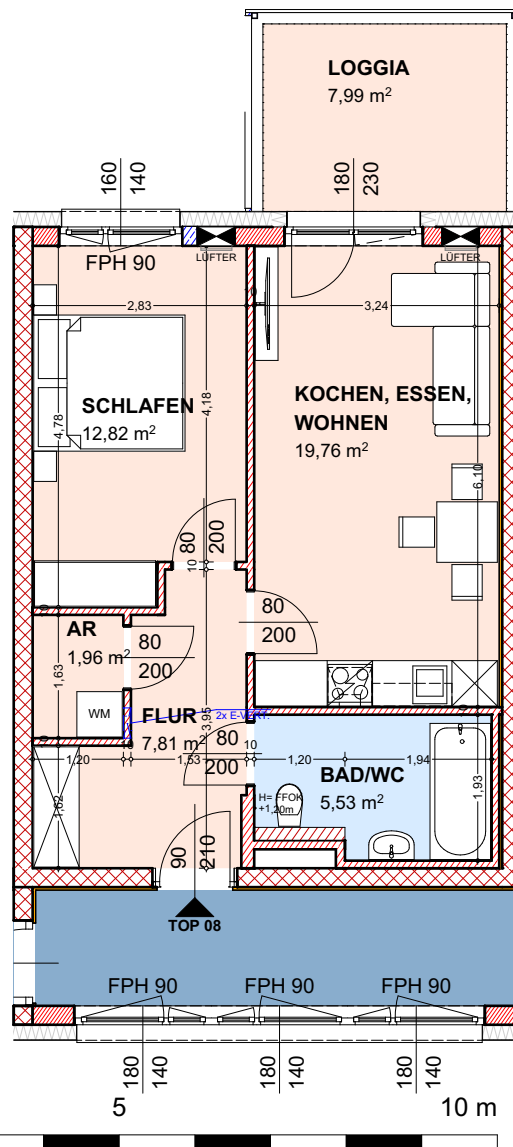 LOGGIA
7,99 m²
160
140
180
230
FPH 90
LÜFTER
LÜFTER
2,83
3,24
SCHLAFEN
12,82 m²
4,18
4,78
KOCHEN, ESSEN,
WOHNEN
19,76 m²
6,10
80
200
10
10
80
200
AR
1,96 m²
80
200
1,63
WM
FLUR
7,81 m²
2x E-VERT.
3,95
80
200
10
10
10
1,20
1,53
1,20
1,94
BAD/WC
5,53 m²
H= FFOK
+1,20m
1,62
1,93
90
210
TOP 08
FPH 90
FPH 90
FPH 90
180
140
180
140
180
140
5
10 m